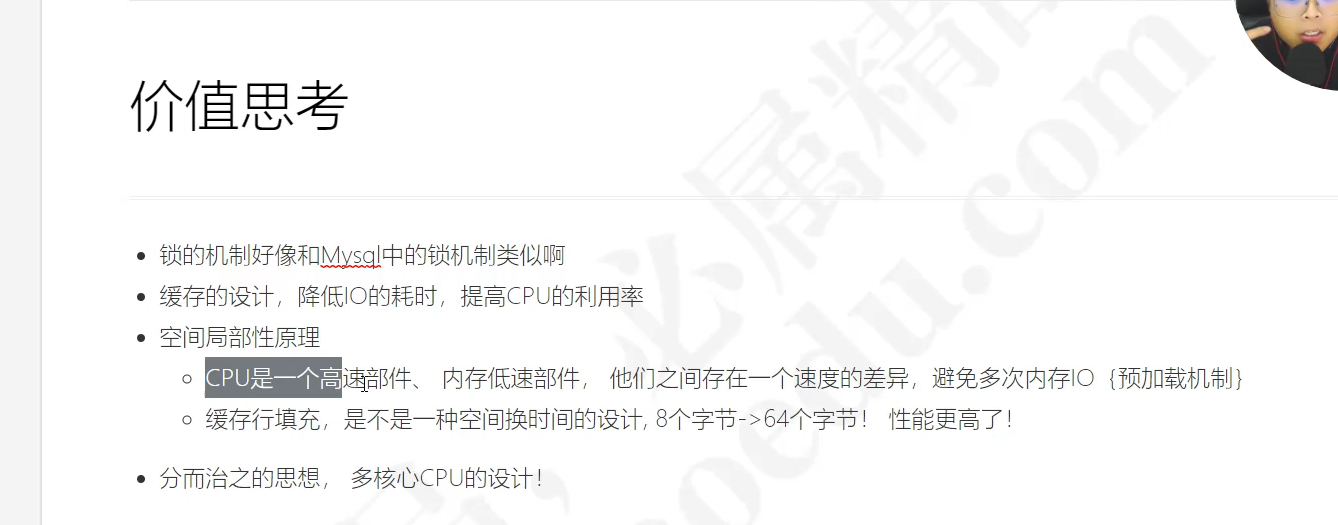 价值思考
锁的机制好像和Mysql中的锁机制类似啊
缓存的设计，降低IO的耗时，提高CPU的利用率
空间局部性原理
CPU是一个高速部件、 内存低速部件， 他们之间存在一个速度的差异，避免多次内存IO｛预加载机制｝
缓存行填充，是不是一种空间换时间的设计, 8个字节->64个字节！ 性能更高了！
分而治之的思想， 多核心CPU的设计！
必属精
oedu.com